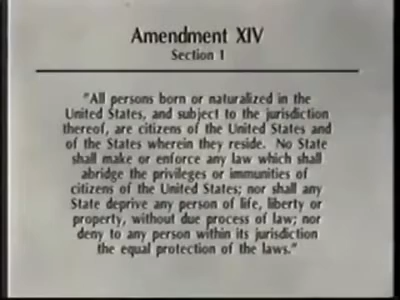 Amendment XIV
Section 1
"All persons born or naturalized in the
United States, and subject to the jurisdiction
thereof, are citizens of the United States and
of the States wherein they reside. No State
shall make or enforce any law which shall
abridge the privileges or immunities of
citizens of the United States; nor shall any
State deprive any person of life, liberty or
property, without due process of law; nor
deny to any person within its jurisdiction
the equal protection of the laws."